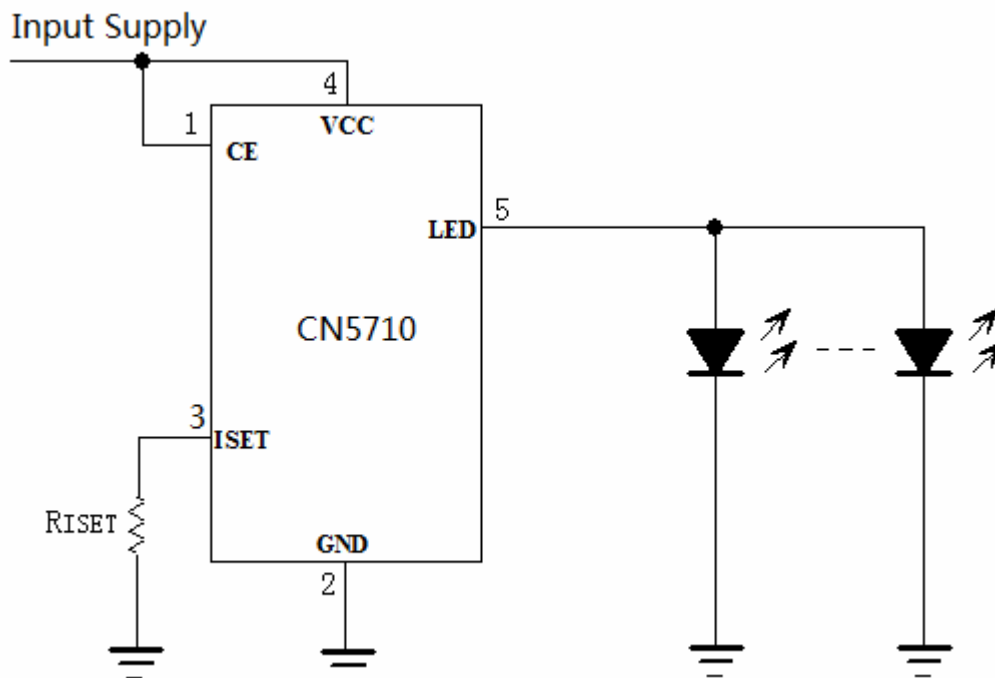 Input Supply
4
1
VCC
CE
5
LED
CN5710
3
ISET
RISET
GND
2